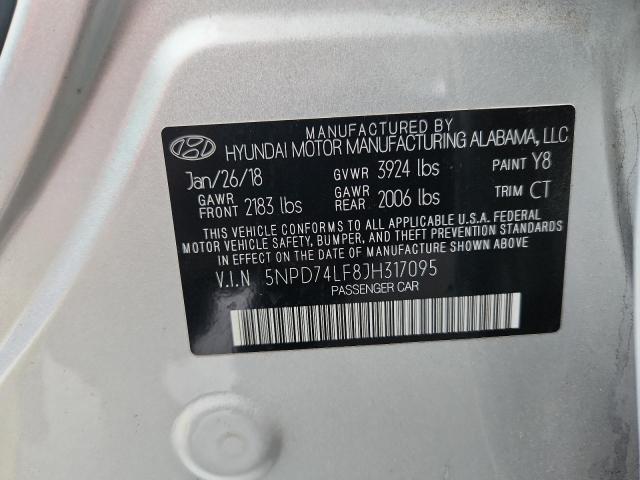 MANUFACTURED BY
HYUNDAI MOTOR MANUFACTURING ALABAMA, LLC
Jan/26/18 GVWR 3924 lbs PAINT Y8
GAWR FRONT 2183 lbs GAWR REAR 2006 lbs TRIM CT
THIS VEHICLE CONFORMS TO ALL APPLICABLE U.S.A. FEDERAL
MOTOR VEHICLE SAFETY, BUMPER, AND THEFT PREVENTION STANDARDS
IN EFFECT ON THE DATE OF MANUFACTURE SHOWN ABOVE
V.I.N 5NPD74LF8JH317095
PASSENGER CAR